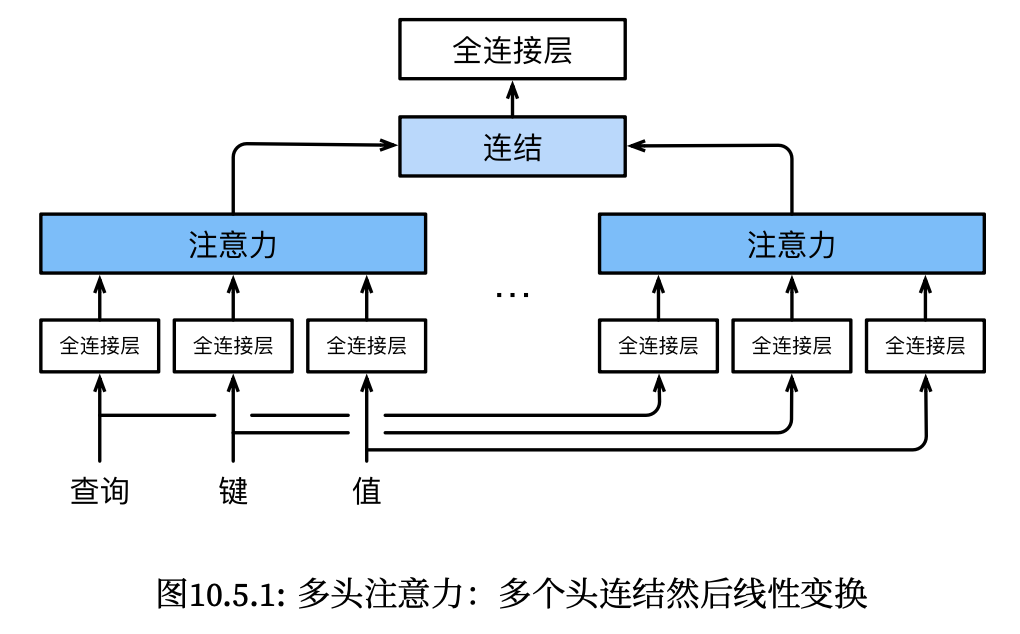 全连接层
连结
注意力
注意力
...
全连接层
全连接层
全连接层
全连接层
全连接层
全连接层
查询
键
值
图10.5.1: 多头注意力：多个头连结然后线性变换